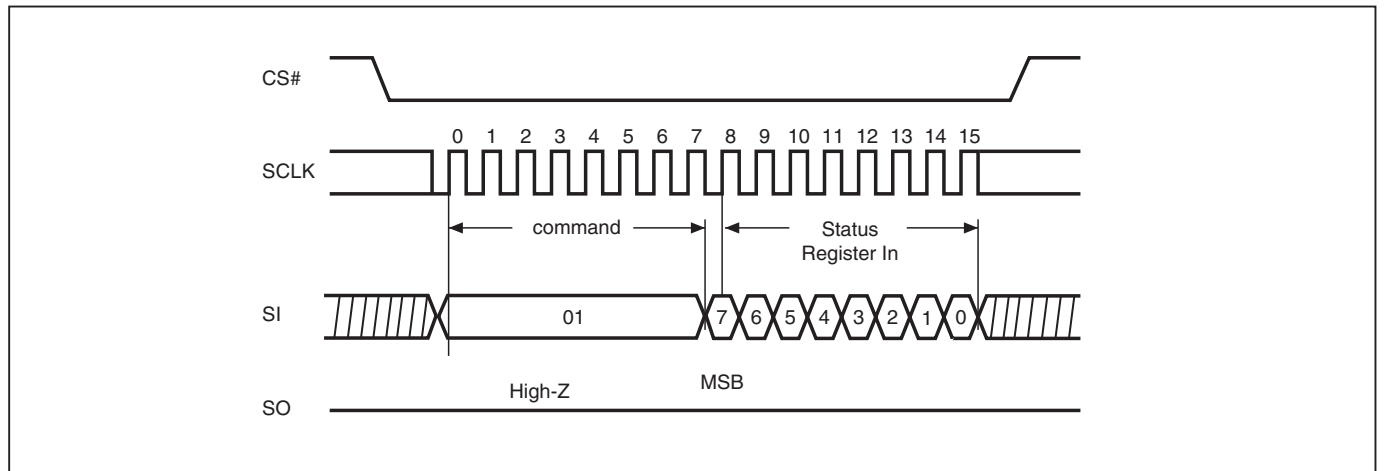 CS#
0 1 2 3 4 5 6 7 8 9 10 11 12 13 14 15
SCLK
command
Status
Register In
SI
01
7 6 5 4 3 2 1 0
High-Z
MSB
SO